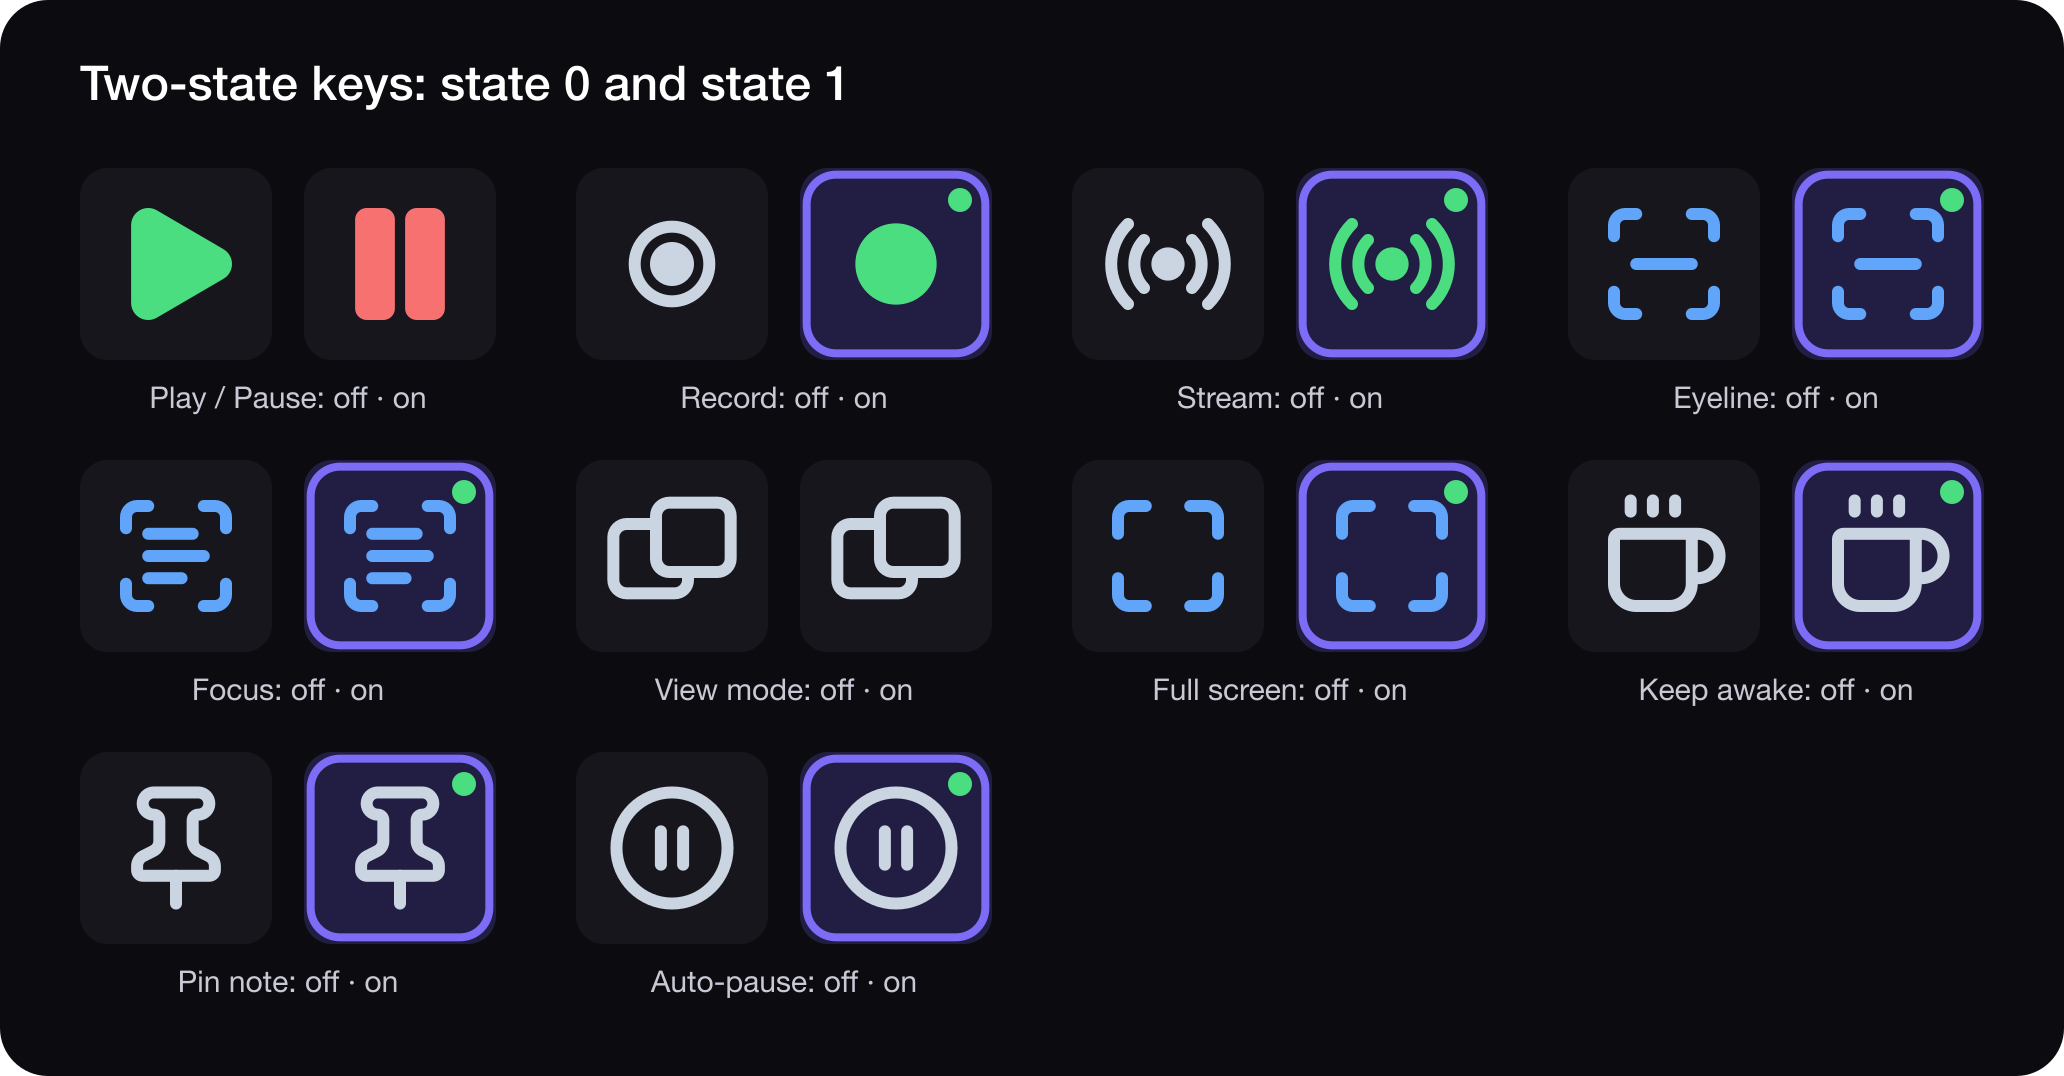 Two-state keys: state 0 and state 1
Play / Pause: off · on
Record: off · on
Stream: off · on
Eyeline: off · on
Focus: off · on
View mode: off · on
Full screen: off · on
Keep awake: off · on
Pin note: off · on
Auto-pause: off · on